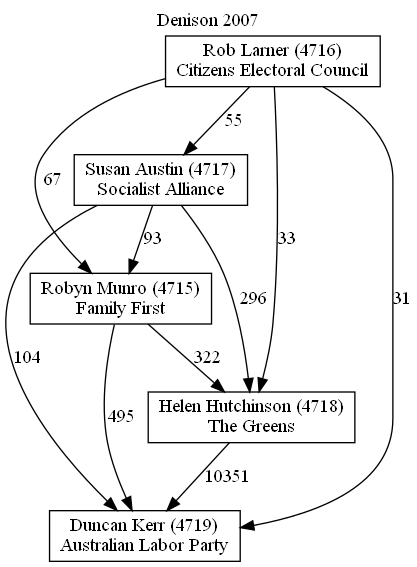 Denison 2007
Rob Larner (4716)
Citizens Electoral Council
55
Susan Austin (4717)
Socialist Alliance
67
93
33
Robyn Munro (4715)
Family First
296
31
104
322
495
Helen Hutchinson (4718)
The Greens
10351
Duncan Kerr (4719)
Australian Labor Party